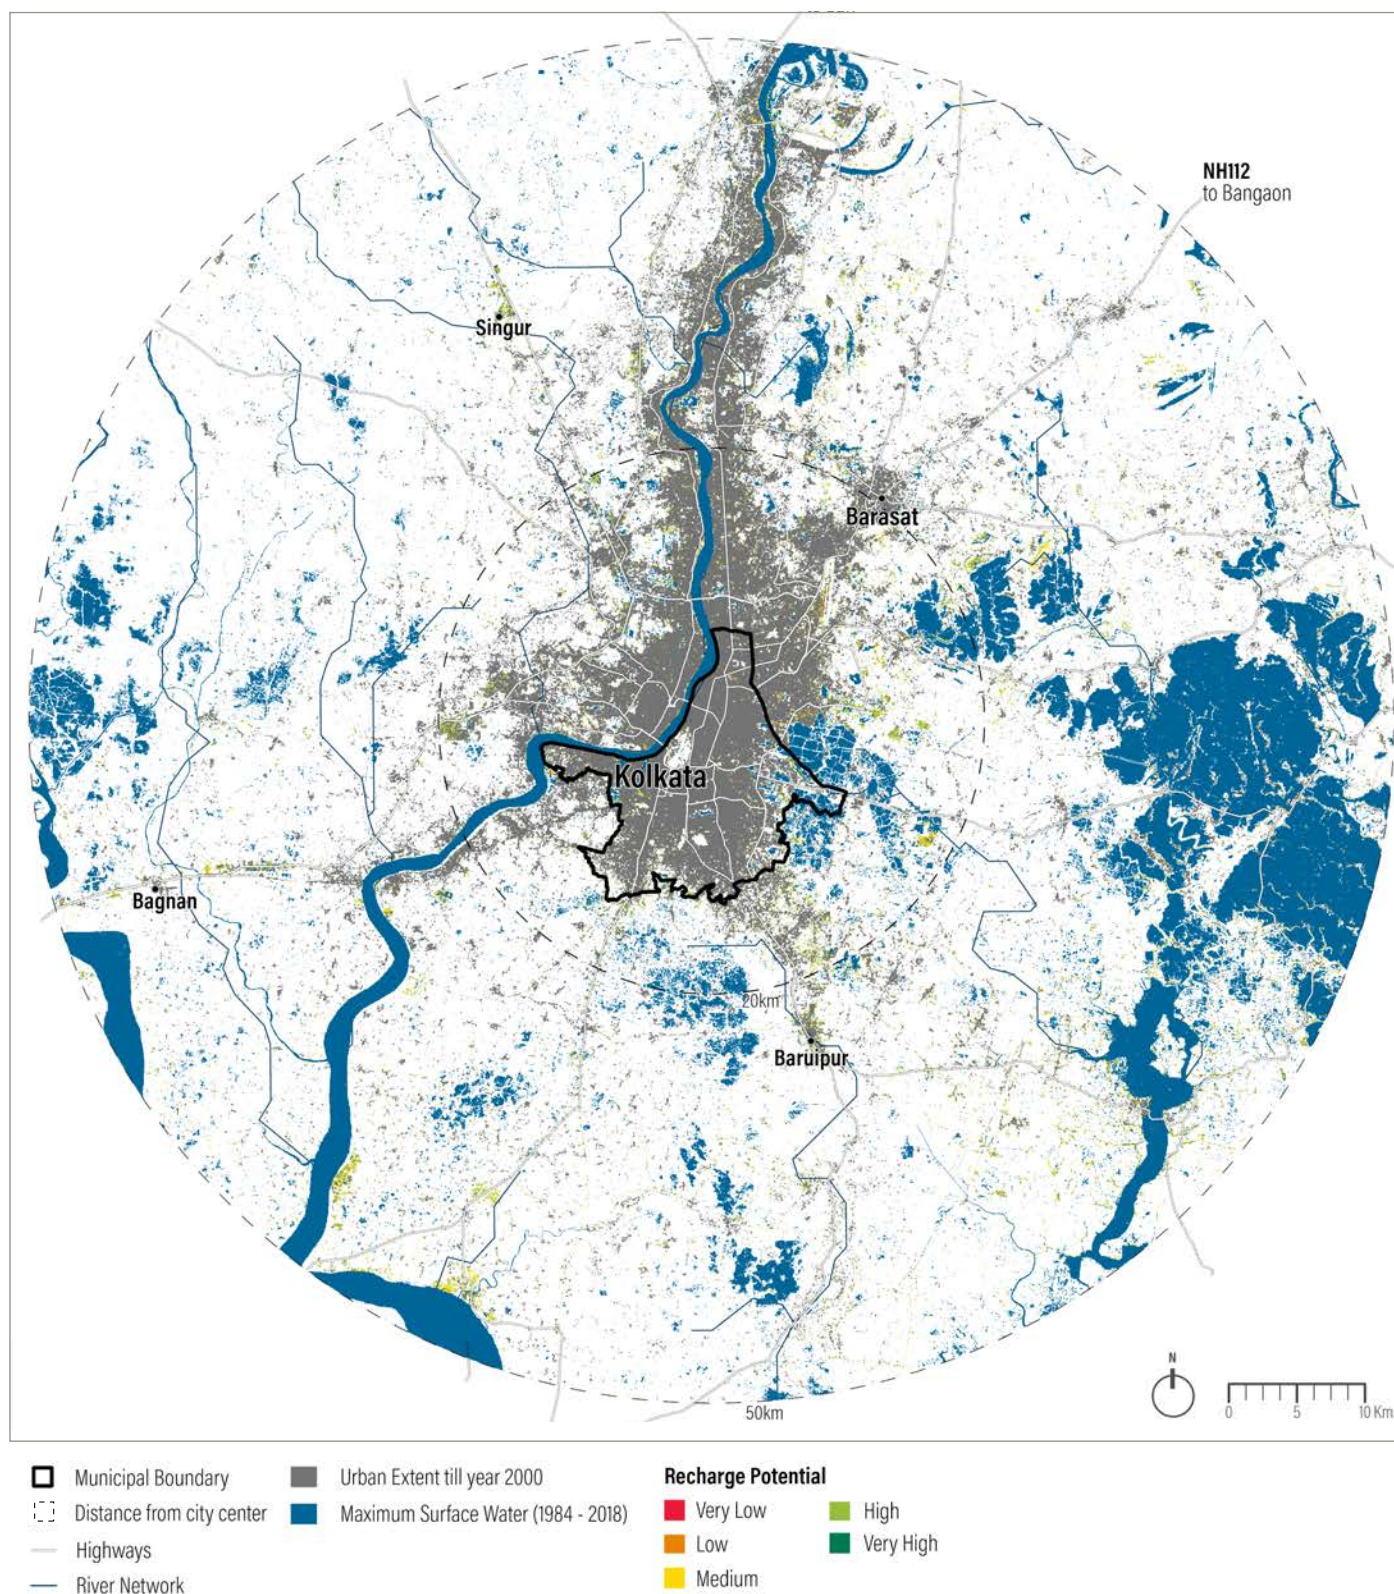 NH112
to Bangaon
Singur
Barasat
Kolkata
Bagnan
20km
Baruipur
50km
N
0 5 10 Km
Municipal Boundary
Distance from city center
Highways
River Network
Urban Extent till year 2000
Maximum Surface Water (1984 - 2018)
Recharge Potential
Very Low
Low
Medium
High
Very High